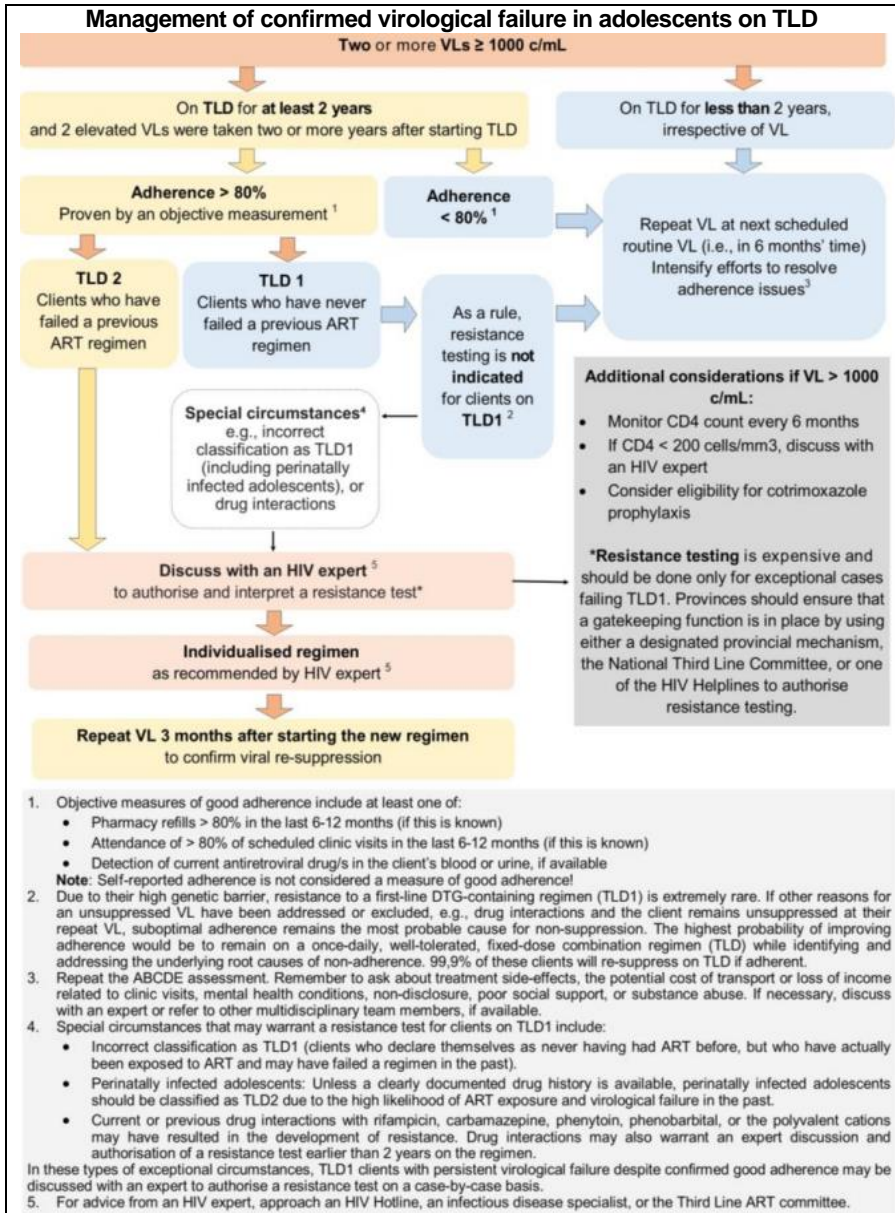 Management of confirmed virological failure in adolescents on TLD
Two or more VLs ≥ 1000 c/mL
On TLD for at least 2 years
and 2 elevated VLs were taken two or more years after starting TLD
On TLD for less than 2 years,
irrespective of VL
Adherence > 80%
Proven by an objective measurement 1
Adherence
< 80% 1
Repeat VL at next scheduled
routine VL (i.e., in 6 months' time)
Intensify efforts to resolve
adherence issues3
TLD 2
Clients who have
failed a previous
ART regimen
TLD 1
Clients who have never
failed a previous ART
regimen
As a rule,
resistance
testing is not
indicated
for clients on
TLD1 2
Special circumstances4
e.g., incorrect
classification as TLD1
(including perinatally
infected adolescents), or
drug interactions
Additional considerations if VL > 1000
c/mL:
• Monitor CD4 count every 6 months
• If CD4 < 200 cells/mm3, discuss with
an HIV expert
• Consider eligibility for cotrimoxazole
prophylaxis
*Resistance testing is expensive and
should be done only for exceptional cases
failing TLD1. Provinces should ensure that
a gatekeeping function is in place by using
either a designated provincial mechanism,
the National Third Line Committee, or one
of the HIV Helplines to authorise
resistance testing.
Discuss with an HIV expert 5
to authorise and interpret a resistance test*
Individualised regimen
as recommended by HIV expert 5
Repeat VL 3 months after starting the new regimen
to confirm viral re-suppression
1. Objective measures of good adherence include at least one of:
• Pharmacy refills > 80% in the last 6-12 months (if this is known)
• Attendance of > 80% of scheduled clinic visits in the last 6-12 months (if this is known)
• Detection of current antiretroviral drug/s in the client's blood or urine, if available
Note: Self-reported adherence is not considered a measure of good adherence!
2. Due to their high genetic barrier, resistance to a first-line DTG-containing regimen (TLD1) is extremely rare. If other reasons for
an unsuppressed VL have been addressed or excluded, e.g., drug interactions and the client remains unsuppressed at their
repeat VL, suboptimal adherence remains the most probable cause for non-suppression. The highest probability of improving
adherence would be to remain on a once-daily, well-tolerated, fixed-dose combination regimen (TLD) while identifying and
addressing the underlying root causes of non-adherence. 99,9% of these clients will re-suppress on TLD if adherent.
3. Repeat the ABCDE assessment. Remember to ask about treatment side-effects, the potential cost of transport or loss of income
related to clinic visits, mental health conditions, non-disclosure, poor social support, or substance abuse. If necessary, discuss
with an expert or refer to other multidisciplinary team members, if available.
4. Special circumstances that may warrant a resistance test for clients on TLD1 include:
• Incorrect classification as TLD1 (clients who declare themselves as never having had ART before, but who have actually
been exposed to ART and may have failed a regimen in the past).
• Perinatally infected adolescents: Unless a clearly documented drug history is available, perinatally infected adolescents
should be classified as TLD2 due to the high likelihood of ART exposure and virological failure in the past.
• Current or previous drug interactions with rifampicin, carbamazepine, phenytoin, phenobarbital, or the polyvalent cations
may have resulted in the development of resistance. Drug interactions may also warrant an expert discussion and
authorisation of a resistance test earlier than 2 years on the regimen.
In these types of exceptional circumstances, TLD1 clients with persistent virological failure despite confirmed good adherence may be
discussed with an expert to authorise a resistance test on a case-by-case basis.
5. For advice from an HIV expert, approach an HIV Hotline, an infectious disease specialist, or the Third Line ART committee.